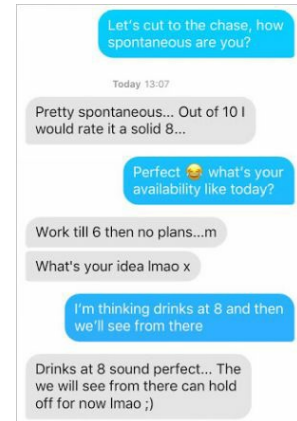 Let's cut to the chase, how
spontaneous are you?
Today 13:07
Pretty spontaneous... Out of 10 I
would rate it a solid 8...
Perfect 😂 what's your
availability like today?
Work till 6 then no plans...m
What's your idea lmao x
I'm thinking drinks at 8 and then
we'll see from there
Drinks at 8 sound perfect... The
we will see from there can hold
off for now lmao ;)